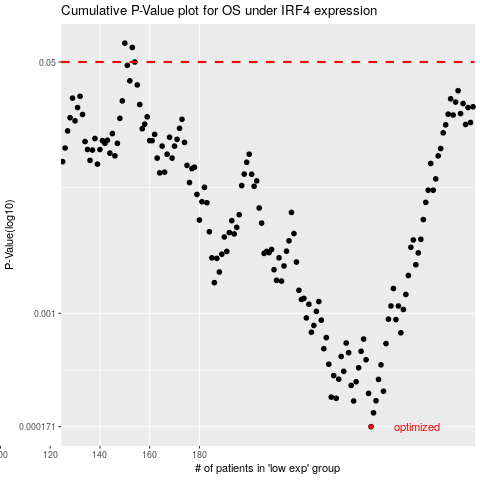 Cumulative P-Value plot for OS under IRF4 expression
P-Value(log10)
0.05
0.001
0.000171
optimized
00 120 140 160 180
# of patients in 'low exp' group